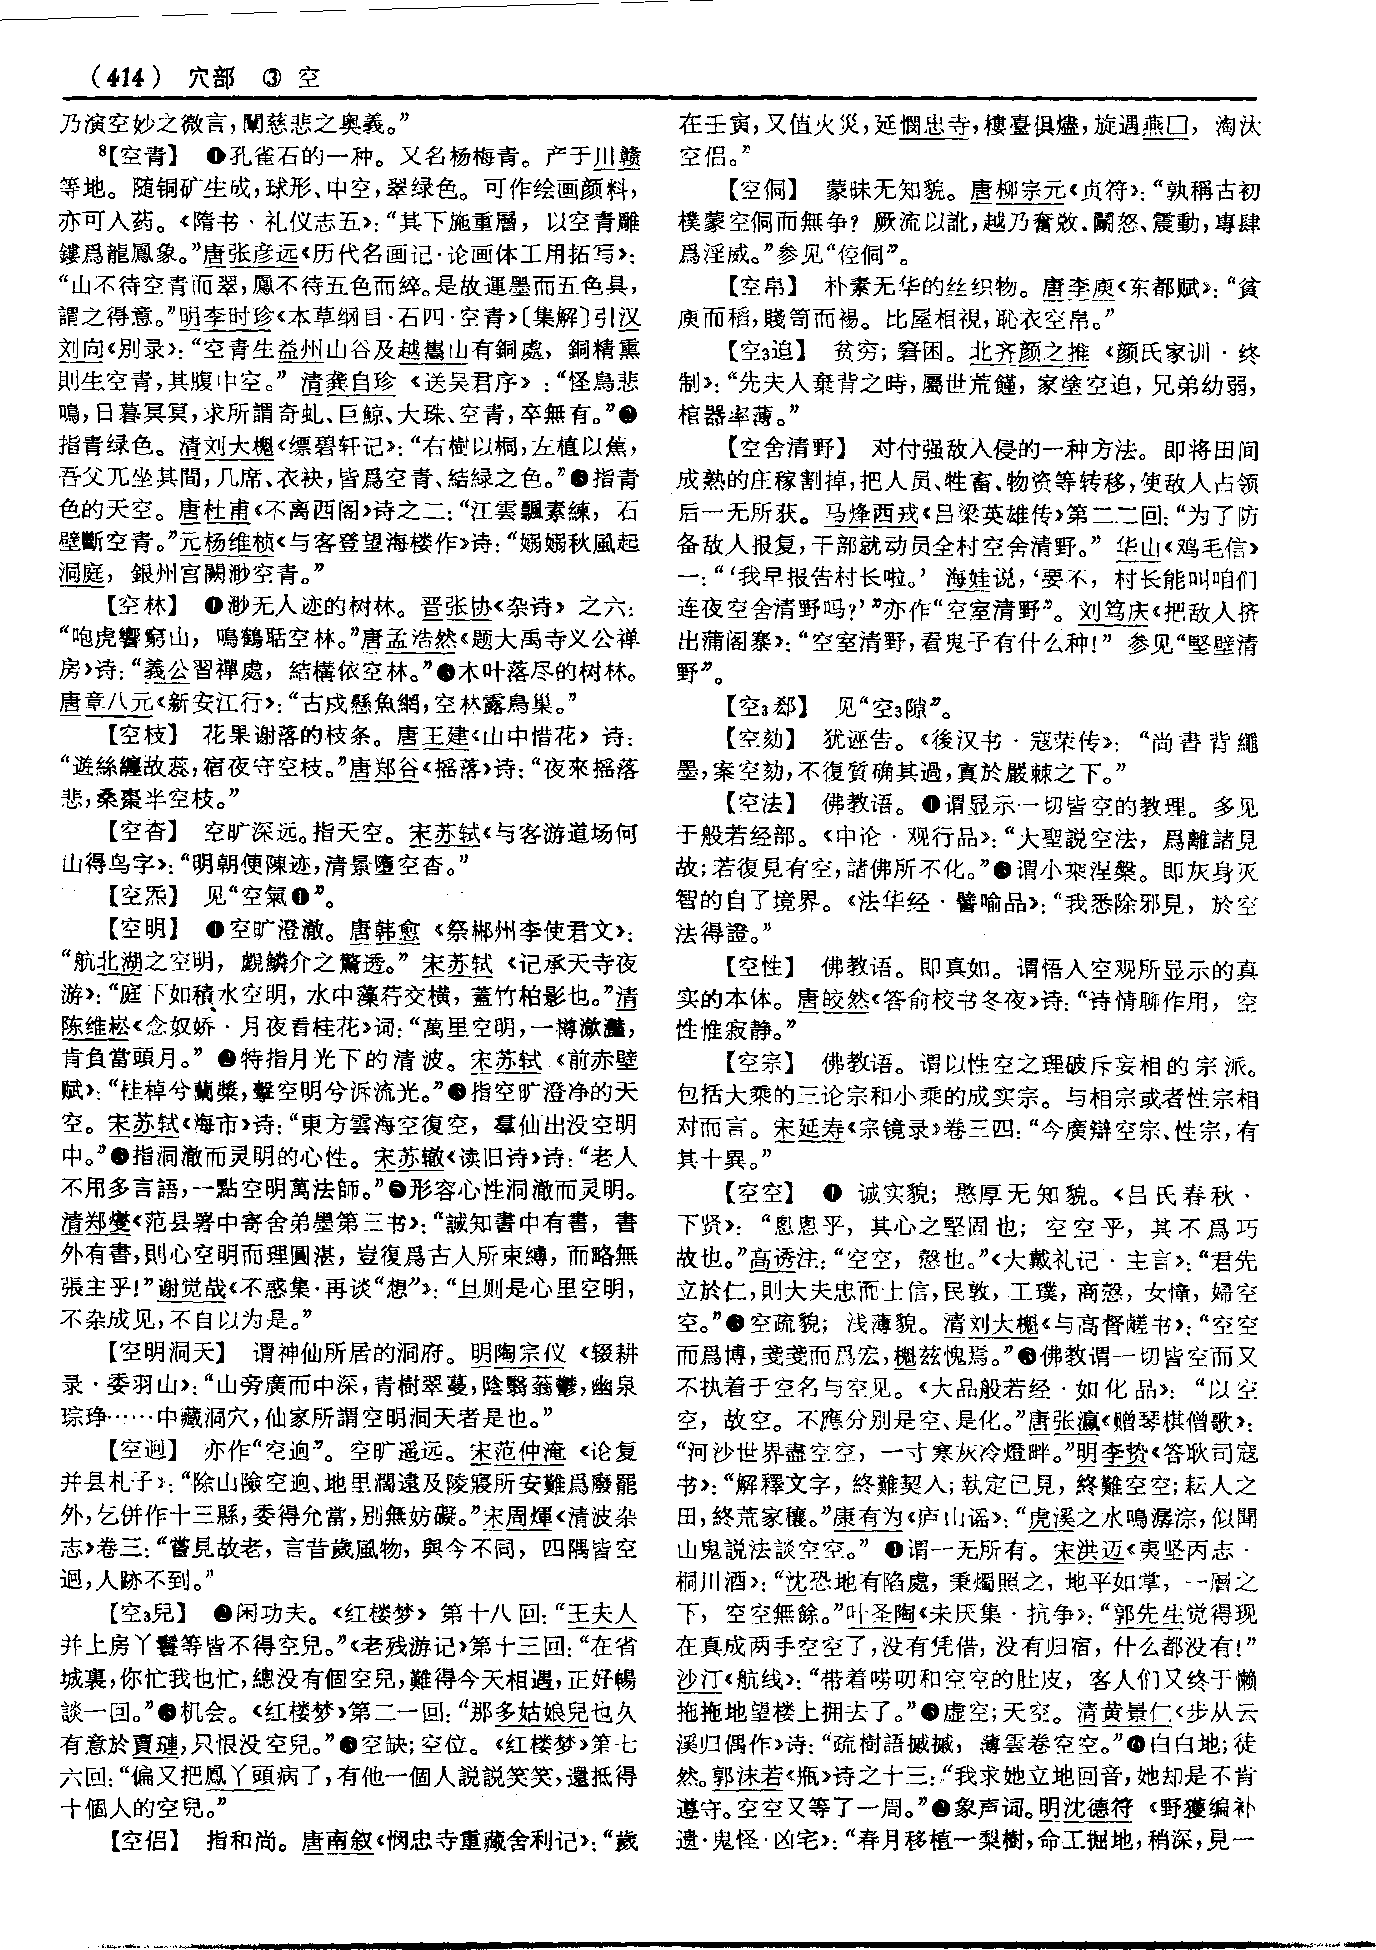 （414） 穴部 ③ 空
乃演空妙之微言，闡慈悲之奥義。”
⁸【空青】 ❶孔雀石的一种。又名杨梅青。产于川赣
等地。随铜矿生成，球形、中空，翠绿色。可作绘画颜料，
亦可入药。《隋书·礼仪志五》：“其下施重層，以空青雕
鏤爲龍鳳象。”唐张彦远《历代名画记·论画体工用拓写》：
“山不待空青而翠，鳳不待五色而綷。是故運墨而五色具，
謂之得意。”明李时珍《本草纲目·石四·空青》〔集解〕引汉
刘向《别录》：“空青生益州山谷及越巂山有銅處，銅精熏
則生空青，其腹中空。” 清龚自珍《送吴君序》：“怪鳥悲
鳴，日暮冥冥，求所謂奇虬、巨鯨、大珠、空青，卒無有。”❷
指青绿色。清刘大櫆《缥碧轩记》：“右樹以桐，左植以蕉，
吾父兀坐其間，几席、衣袂，皆爲空青、結緑之色。”❸指青
色的天空。唐杜甫《不离西阁》诗之二：“江雲飄素練，石
壁斷空青。”元杨维桢《与客登望海楼作》诗：“嫋嫋秋風起
洞庭，銀州宫闕渺空青。”
【空林】 ❶渺无人迹的树林。晋张协《杂诗》之六：
“咆虎響窮山，鳴鶴聒空林。”唐孟浩然《题大禹寺义公禅
房》诗：“義公習禪處，結構依空林。”❷木叶落尽的树林。
唐章八元《新安江行》：“古戍懸魚網，空林露鳥巢。”
【空枝】 花果谢落的枝条。唐王建《山中惜花》诗：
“遊絲纏故蕊，宿夜守空枝。”唐郑谷《摇落》诗：“夜來摇落
悲，桑棗半空枝。”
【空杳】 空旷深远。指天空。宋苏轼《与客游道场何
山得鸟字》：“明朝便陳迹，清景墮空杳。”
【空炁】 见“空氣❶”。
【空明】 ❶空旷澄澈。唐韩愈《祭郴州李使君文》：
“航北湖之空明，覷鱗介之驚透。” 宋苏轼《记承天寺夜
游》：“庭下如積水空明，水中藻荇交橫，蓋竹柏影也。”清
陈维崧《念奴娇·月夜看桂花》词：“萬里空明，一樽潋灩，
肯負當頭月。” ❷特指月光下的清波。宋苏轼《前赤壁
赋》：“桂棹兮蘭槳，擊空明兮泝流光。”❸指空旷澄净的天
空。宋苏轼《海市》诗：“東方雲海空復空，羣仙出没空明
中。”❹指洞澈而灵明的心性。宋苏辙《读旧诗》诗：“老人
不用多言語，一點空明萬法師。”❺形容心性洞澈而灵明。
清郑燮《范县署中寄舍弟墨第三书》：“誠知書中有書，書
外有書，則心空明而理圓湛，豈復爲古人所束縛，而略無
張主乎！”谢觉哉《不惑集·再谈“想”》：“且则是心里空明，
不杂成见，不自以为是。”
【空明洞天】 谓神仙所居的洞府。明陶宗仪《辍耕
录·委羽山》：“山旁廣而中深，青樹翠蔓，陰翳蓊鬱，幽泉
琮琤……中藏洞穴，仙家所謂空明洞天者是也。”
【空迥】 亦作“空逈”。空旷遥远。宋范仲淹《论复
并县札子》：“除山險空迥、地里濶遠及陵寢所安難爲廢罷
外，乞併作十三縣，委得允當，别無妨礙。”宋周煇《清波杂
志》卷三：“嘗見故老，言昔歲風物，與今不同，四隅皆空
迥，人跡不到。”
【空₃兒】 ❶闲功夫。《红楼梦》第十八回：“王夫人
并上房丫鬟等皆不得空兒。”《老残游记》第十三回：“在省
城裏，你忙我也忙，總没有個空兒，難得今天相遇，正好暢
談一回。”❷机会。《红楼梦》第二一回：“那多姑娘兒也久
有意於賈璉，只恨没空兒。”❸空缺；空位。《红楼梦》第七
六回：“偏又把鳳丫頭病了，有他一個人説説笑笑，還抵得
十個人的空兒。”
【空侣】 指和尚。唐南叙《悯忠寺重藏舍利记》：“歲
在壬寅，又值火災，延憫忠寺，樓臺俱燼，旋遇燕囗，淘汰
空侣。”
【空侗】 蒙昧无知貌。唐柳宗元《贞符》：“孰稱古初
樸蒙空侗而無争？厥流以訛，越乃奮敚、鬭怒、震動，專肆
爲淫威。”参见“倥侗”。
【空帛】 朴素无华的丝织物。唐李庾《东都赋》：“貧
庾而稻，賤笥而裼。比屋相視，恥衣空帛。”
【空₃迫】 贫穷；窘困。北齐颜之推《颜氏家训·终
制》：“先夫人棄背之時，屬世荒饉，家塗空迫，兄弟幼弱，
棺器率薄。”
【空舍清野】 对付强敌入侵的一种方法。即将田间
成熟的庄稼割掉，把人员、牲畜、物资等转移，使敌人占领
后一无所获。马烽西戎《吕梁英雄传》第二二回：“为了防
备敌人报复，干部就动员全村空舍清野。” 华山《鸡毛信》
一：“‘我早报告村长啦。’海娃说，‘要不，村长能叫咱们
连夜空舍清野吗？’”亦作“空室清野”。刘笃庆《把敌人挤
出蒲阁寨》：“空室清野，看鬼子有什么种！” 参见“堅壁清
野”。
【空₃郄】 见“空₃隙”。
【空劾】 犹诬告。《後汉书·寇荣传》：“尚書背繩
墨，案空劾，不復質确其過，寘於嚴棘之下。”
【空法】 佛教语。❶谓显示一切皆空的教理。多见
于般若经部。《中论·观行品》：“大聖説空法，爲離諸見
故；若復見有空，諸佛所不化。”❷谓小乘涅槃。即灰身灭
智的自了境界。《法华经·譬喻品》：“我悉除邪見，於空
法得證。”
【空性】 佛教语。即真如。谓悟入空观所显示的真
实的本体。唐皎然《答俞校书冬夜》诗：“诗情聊作用，空
性惟寂静。”
【空宗】 佛教语。谓以性空之理破斥妄相的宗派。
包括大乘的三论宗和小乘的成实宗。与相宗或者性宗相
对而言。宋延寿《宗镜录》卷三四：“今廣辯空宗、性宗，有
其十異。”
【空空】 ❶ 诚实貌；憨厚无知貌。《吕氏春秋·
下贤》：“悤悤乎，其心之堅固也；空空乎，其不爲巧
故也。”高诱注：“空空，慤也。”《大戴礼记·主言》：“君先
立於仁，則大夫忠而士信，民敦，工璞，商慤，女憧，婦空
空。”❷空疏貌；浅薄貌。清刘大櫆《与高督艖书》：“空空
而爲博，戔戔而爲宏，櫆兹愧焉。”❸佛教谓一切皆空而又
不执着于空名与空见。《大品般若经·如化品》：“以空
空，故空。不應分别是空、是化。”唐张瀛《赠琴棋僧歌》：
“河沙世界盡空空，一寸寒灰冷燈畔。”明李贽《答耿司寇
书》：“解釋文字，終難契入；執定己見，終難空空；耘人之
田，終荒家穰。”康有为《庐山谣》：“虎溪之水鳴潺淙，似聞
山鬼説法談空空。” ❹谓一无所有。宋洪迈《夷坚丙志·
桐川酒》：“沈恐地有陷處，秉燭照之，地平如掌，一層之
下，空空無餘。”叶圣陶《未厌集·抗争》：“郭先生觉得现
在真成两手空空了，没有凭借，没有归宿，什么都没有！”
沙汀《航线》：“带着唠叨和空空的肚皮，客人们又终于懒
拖拖地望楼上拥去了。”❺虚空；天空。清黄景仁《步从云
溪归偶作》诗：“疏樹語摵摵，薄雲卷空空。”❻白白地；徒
然。郭沫若《瓶》诗之十三：“我求她立地回音，她却是不肯
遵守。空空又等了一周。”❼象声词。明沈德符《野獲编补
遗·鬼怪·凶宅》：“春月移植一梨樹，命工掘地，稍深，見一